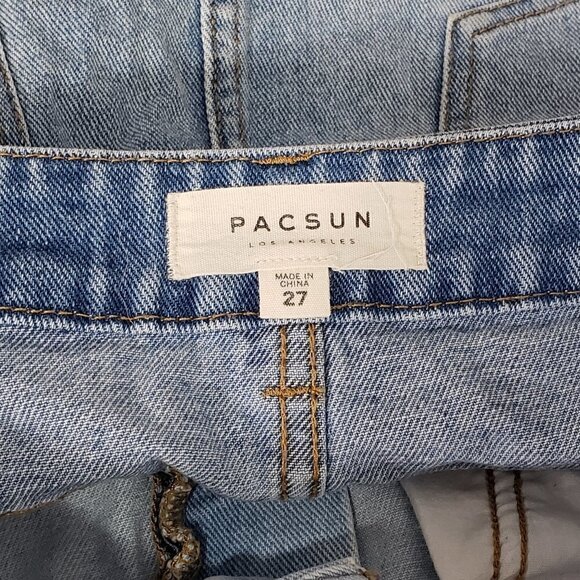 PACSUN
LOS ANGELES
MADE IN
CHINA
27